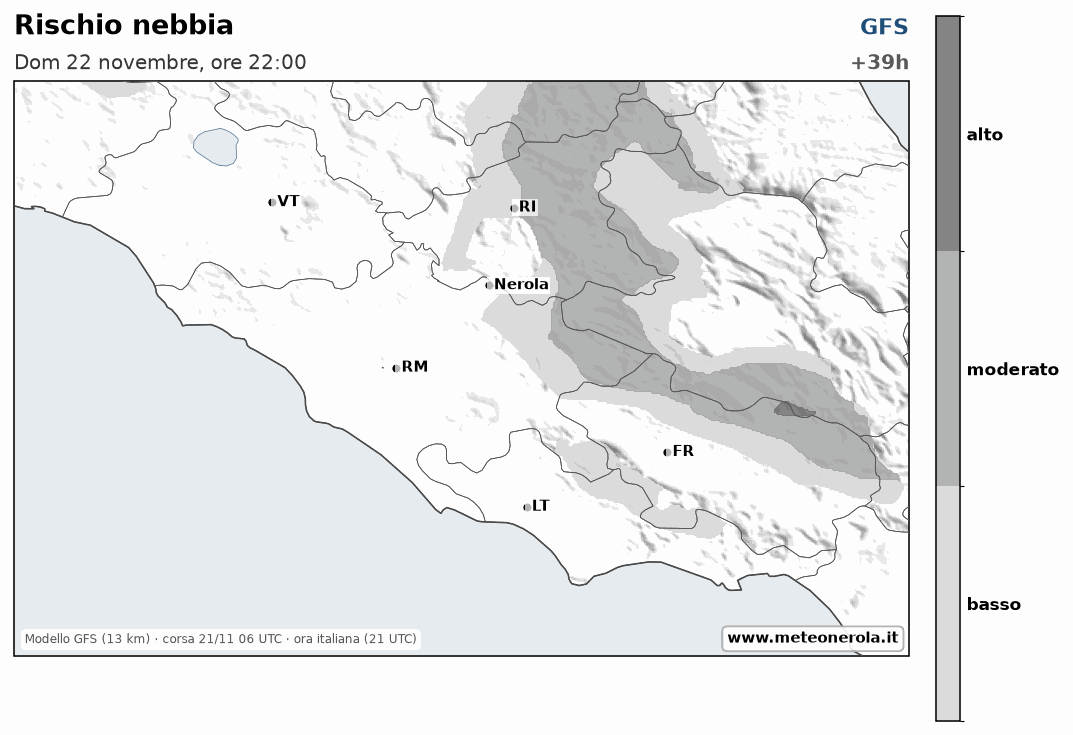 Rischio nebbia
GFS
Dom 22 novembre, ore 22:00
+39h
alto
VT
RI
Nerola
moderato
RM
FR
LT
basso
Modello GFS (13 km) · corsa 21/11 06 UTC · ora italiana (21 UTC)
www.meteonerola.it